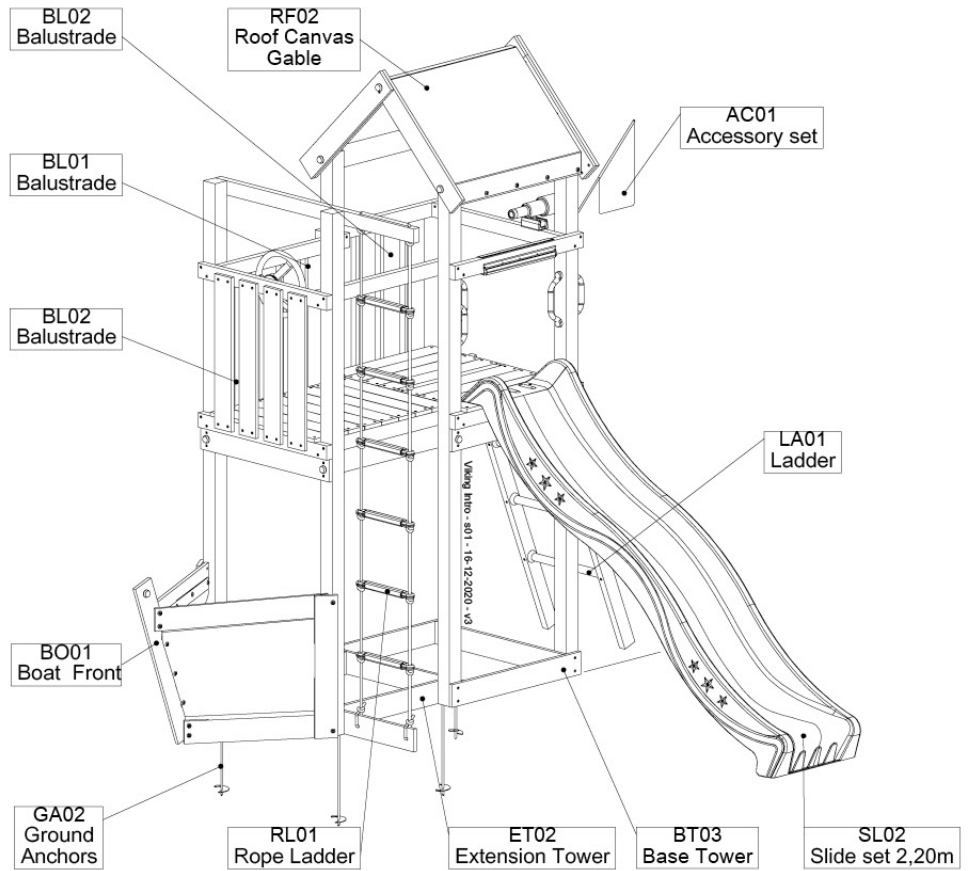 BL02
Balustrade
RF02
Roof Canvas
Gable
AC01
Accessory set
BL01
Balustrade
BL02
Balustrade
LA01
Ladder
Viking Intro - s01 - 16-12-2020 - v3
BO01
Boat Front
GA02
Ground
Anchors
RL01
Rope Ladder
ET02
Extension Tower
BT03
Base Tower
SL02
Slide set 2,20m